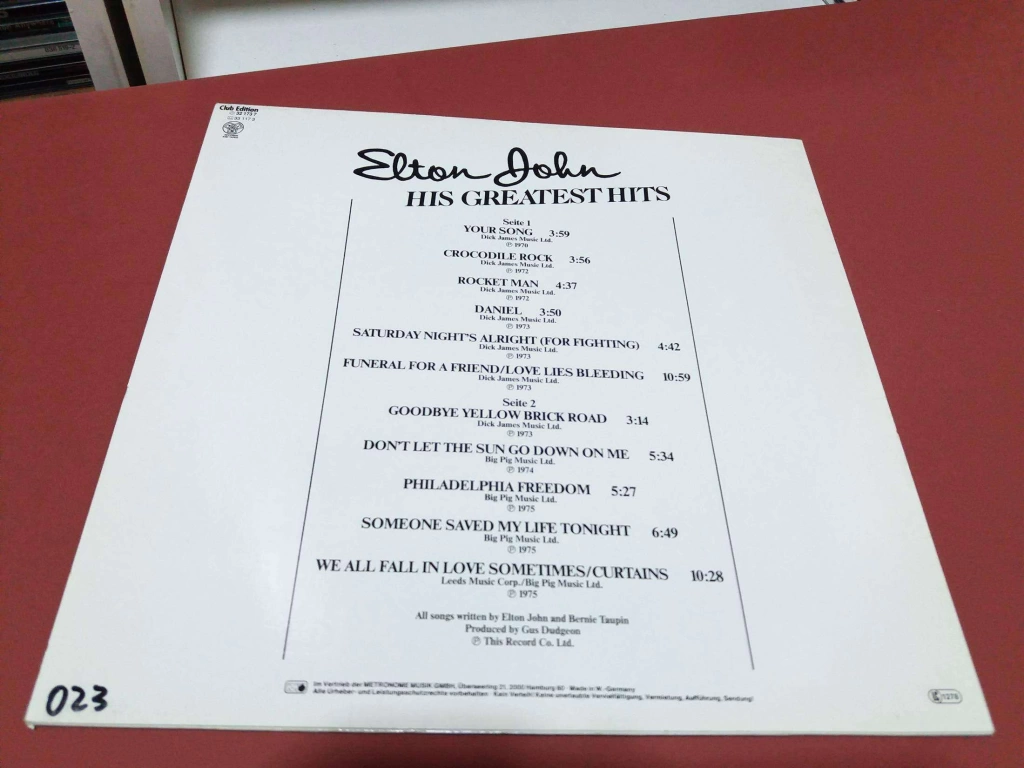 Club Edition
32 173 7
Elton John
HIS GREATEST HITS
Seite 1
YOUR SONG 3:59
Dick James Music Ltd.
℗ 1970
CROCODILE ROCK 3:56
Dick James Music Ltd.
℗ 1972
ROCKET MAN 4:37
Dick James Music Ltd.
℗ 1972
DANIEL 3:50
Dick James Music Ltd.
℗ 1973
SATURDAY NIGHT'S ALRIGHT (FOR FIGHTING) 4:42
Dick James Music Ltd.
℗ 1973
FUNERAL FOR A FRIEND/LOVE LIES BLEEDING 10:59
Dick James Music Ltd.
℗ 1973
Seite 2
GOODBYE YELLOW BRICK ROAD 3:14
Dick James Music Ltd.
℗ 1973
DON'T LET THE SUN GO DOWN ON ME 5:34
Big Pig Music Ltd.
℗ 1974
PHILADELPHIA FREEDOM 5:27
Big Pig Music Ltd.
℗ 1975
SOMEONE SAVED MY LIFE TONIGHT 6:49
Big Pig Music Ltd.
℗ 1975
WE ALL FALL IN LOVE SOMETIMES/CURTAINS 10:28
Leeds Music Corp./Big Pig Music Ltd.
℗ 1975
All songs written by Elton John and Bernie Taupin
Produced by Gus Dudgeon
℗ This Record Co. Ltd.
Im Vertrieb der METRONOME MUSIK GMBH, Überseering 21, 2000 Hamburg 60 · Made in W.-Germany
Alle Urheber- und Leistungsschutzrechte vorbehalten · Kein Verleih! Keine unerlaubte Vervielfältigung, Vermietung, Aufführung, Sendung!
023